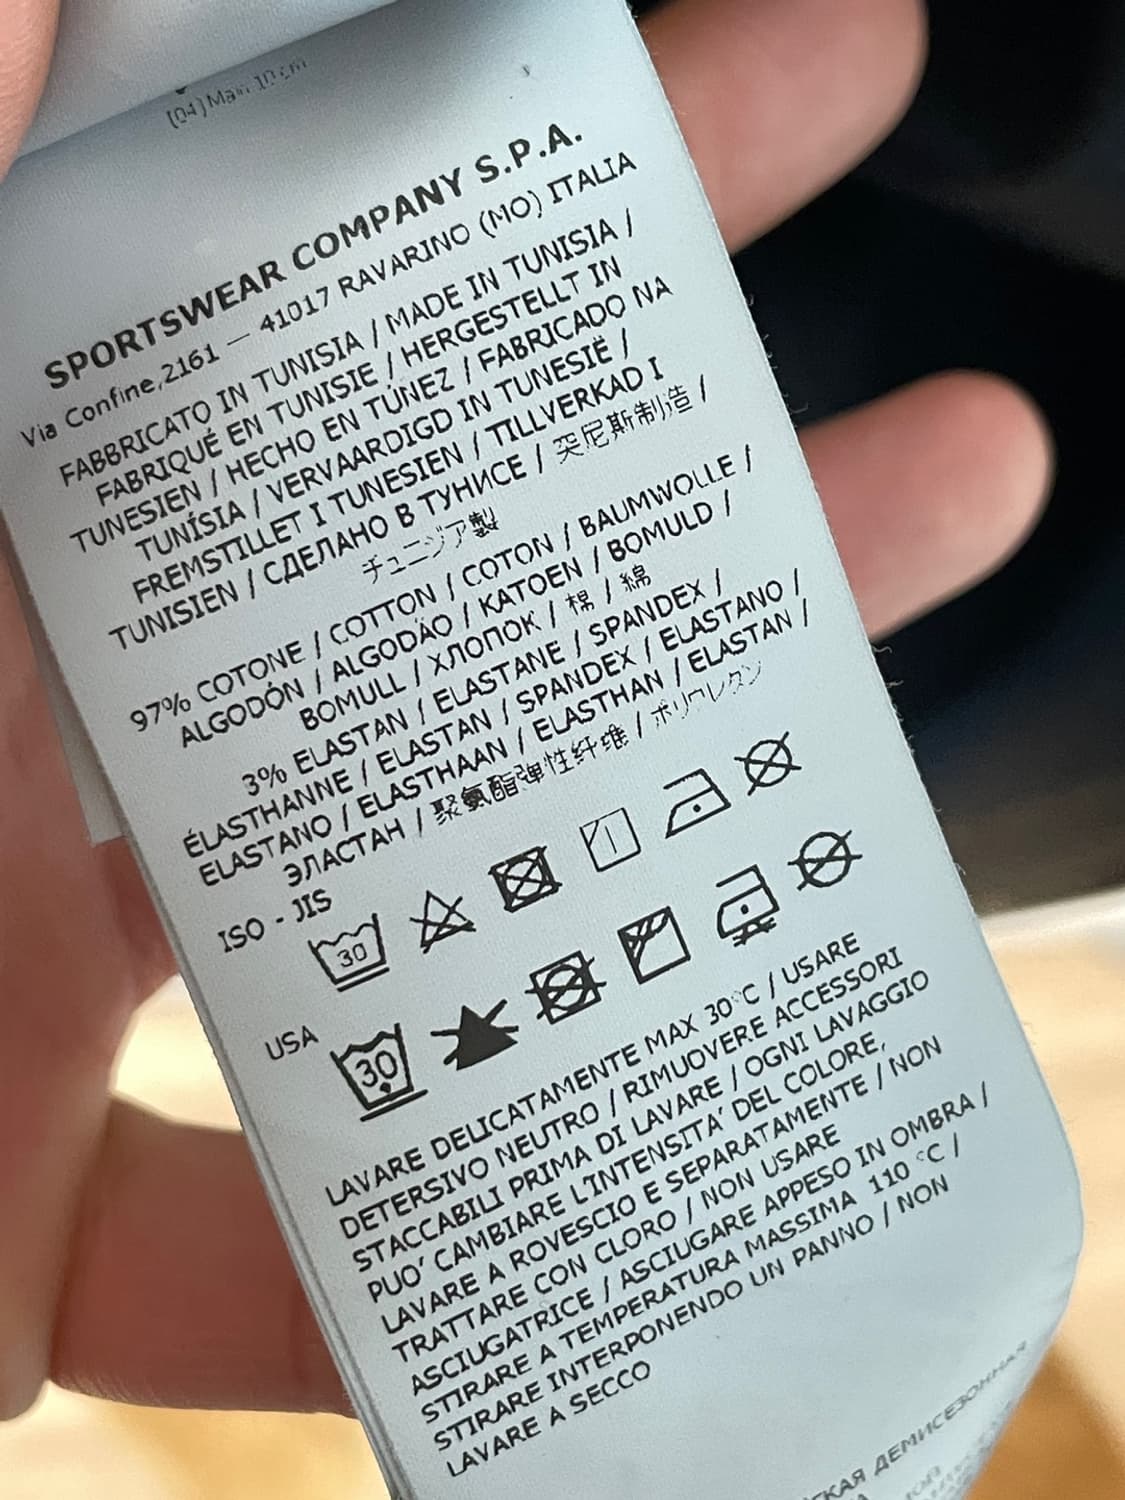 [04] Main 10 cm
SPORTSWEAR COMPANY S.P.A.
Via Confine,2161 — 41017 RAVARINO (MO) ITALIA
FABBRICATO IN TUNISIA / MADE IN TUNISIA /
FABRIQUÉ EN TUNISIE / HERGESTELLT IN
TUNESIEN / HECHO EN TÚNEZ / FABRICADO NA
TUNÍSIA / VERVAARDIGD IN TUNESIË /
FREMSTILLET I TUNESIEN / TILLVERKAD I
TUNISIEN / СДЕЛАНО В ТУНИСЕ / 突尼斯制造 /
チュニジア製
97% COTONE / COTTON / COTON / BAUMWOLLE /
ALGODÓN / ALGODÃO / KATOEN / BOMULD /
BOMULL / ХЛОПОК / 棉 / 綿
3% ELASTAN / ELASTANE / SPANDEX /
ÉLASTHANNE / ELASTAN / SPANDEX / ELASTANO /
ELASTANO / ELASTHAAN / ELASTHAN / ELASTAN /
ЭЛАСТАН / 聚氨酯弹性纤维 / ポリウレタン
ISO - JIS
30
USA
30
LAVARE DELICATAMENTE MAX 30°C / USARE
DETERSIVO NEUTRO / RIMUOVERE ACCESSORI
STACCABILI PRIMA DI LAVARE / OGNI LAVAGGIO
PUO' CAMBIARE L'INTENSITA' DEL COLORE,
LAVARE A ROVESCIO E SEPARATAMENTE / NON
TRATTARE CON CLORO / NON USARE
ASCIUGATRICE / ASCIUGARE APPESO IN OMBRA /
STIRARE A TEMPERATURA MASSIMA 110 °C /
STIRARE INTERPONENDO UN PANNO / NON
LAVARE A SECCO
ДЕМИСЕЗОННАЯ